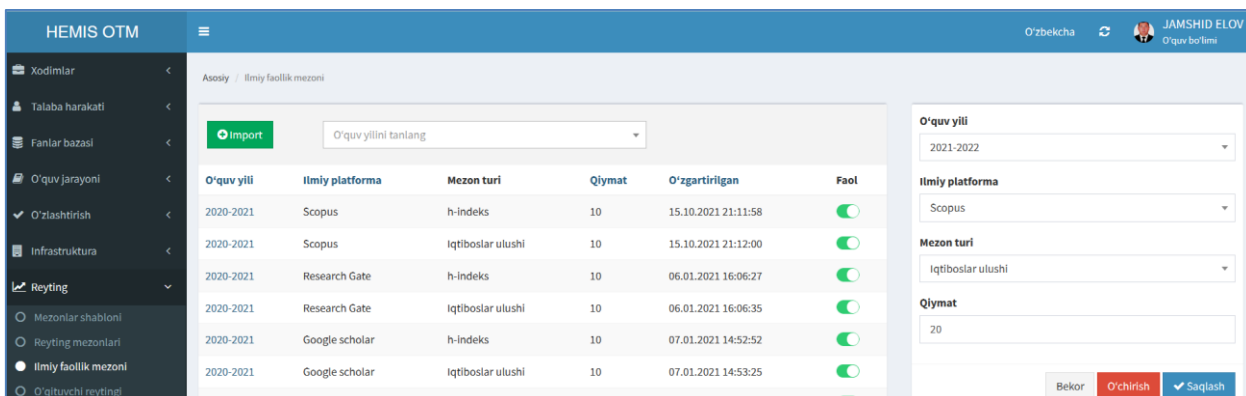 HEMIS OTM
O'zbekcha
JAMSHID ELOV
O'quv bo'limi
Xodimlar
Talaba harakati
Fanlar bazasi
O'quv jarayoni
O'zlashtirish
Infrastruktura
Reyting
Mezonlar shabloni
Reyting mezonlari
Ilmiy faollik mezoni
O'qituvchi reytingi
Asosiy / Ilmiy faollik mezoni
Import
O'quv yilini tanlang
O'quv yili Ilmiy platforma Mezon turi Qiymat O'zgartirilgan Faol
2020-2021 Scopus h-indeks 10 15.10.2021 21:11:58
2020-2021 Scopus Iqtiboslar ulushi 10 15.10.2021 21:12:00
2020-2021 Research Gate h-indeks 10 06.01.2021 16:06:27
2020-2021 Research Gate Iqtiboslar ulushi 10 06.01.2021 16:06:35
2020-2021 Google scholar h-indeks 10 07.01.2021 14:52:52
2020-2021 Google scholar Iqtiboslar ulushi 10 07.01.2021 14:53:25
O'quv yili
2021-2022
Ilmiy platforma
Scopus
Mezon turi
Iqtiboslar ulushi
Qiymat
20
Bekor O'chirish Saqlash